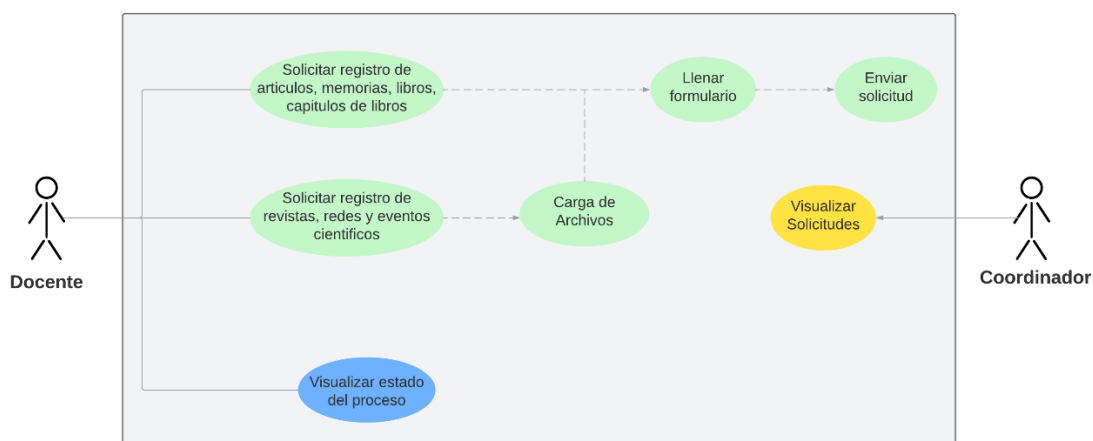 Solicitar registro de
articulos, memorias, libros,
capitulos de libros
Llenar
formulario
Enviar
solicitud
Docente
Solicitar registro de
revistas, redes y eventos
cientificos
Carga de
Archivos
Visualizar
Solicitudes
Coordinador
Visualizar estado
del proceso